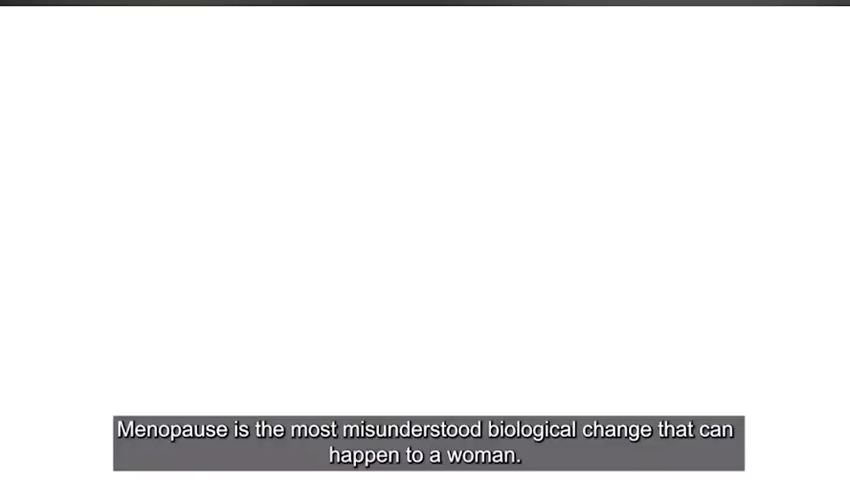 Menopause is the most misunderstood biological change that can
happen to a woman.